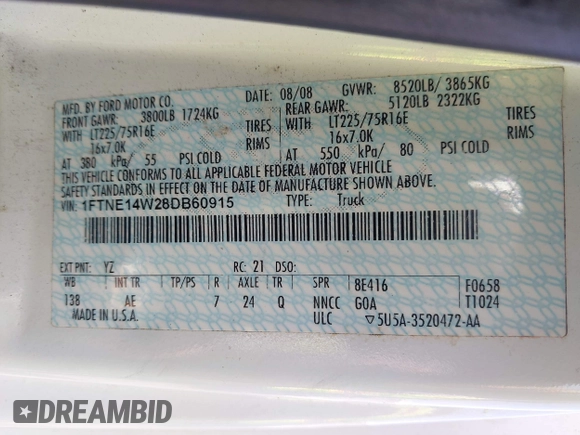 MFD. BY FORD MOTOR CO. DATE: 08/08 GVWR: 8520LB/ 3865KG
FRONT GAWR: 3800LB 1724KG REAR GAWR: 5120LB 2322KG
WITH LT225/75R16E TIRES WITH LT225/75R16E TIRES
16x7.0K RIMS 16x7.0K RIMS
AT 380 kPa/ 55 PSI COLD AT 550 kPa/ 80 PSI COLD
THIS VEHICLE CONFORMS TO ALL APPLICABLE FEDERAL MOTOR VEHICLE
SAFETY STANDARDS IN EFFECT ON THE DATE OF MANUFACTURE SHOWN ABOVE.
VIN: 1FTNE14W28DB60915 TYPE: Truck
EXT PNT: YZ RC: 21 DSO:
WB INT TR TP/PS R AXLE TR SPR 8E416 F0658
138 AE 7 24 Q NNCC GOA T1024
MADE IN U.S.A. ULC ▽5U5A-3520472-AA
DREAMBID